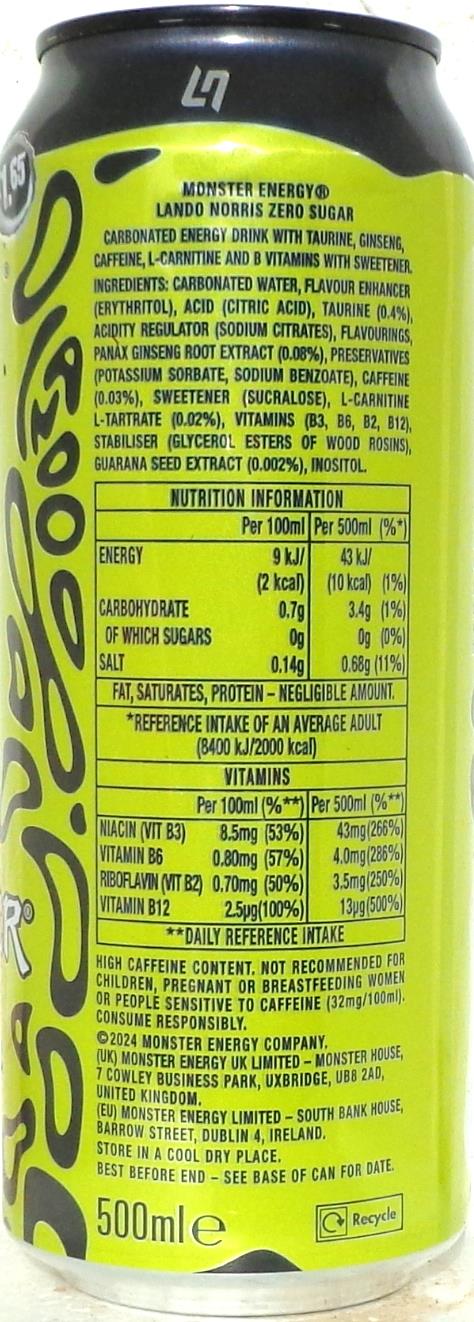 LN
1.65
MONSTER ENERGY®
LANDO NORRIS ZERO SUGAR
CARBONATED ENERGY DRINK WITH TAURINE, GINSENG,
CAFFEINE, L-CARNITINE AND B VITAMINS WITH SWEETENER.
INGREDIENTS: CARBONATED WATER, FLAVOUR ENHANCER
(ERYTHRITOL), ACID (CITRIC ACID), TAURINE (0.4%),
ACIDITY REGULATOR (SODIUM CITRATES), FLAVOURINGS,
PANAX GINSENG ROOT EXTRACT (0.08%), PRESERVATIVES
(POTASSIUM SORBATE, SODIUM BENZOATE), CAFFEINE
(0.03%), SWEETENER (SUCRALOSE), L-CARNITINE
L-TARTRATE (0.02%), VITAMINS (B3, B6, B2, B12),
STABILISER (GLYCEROL ESTERS OF WOOD ROSINS),
GUARANA SEED EXTRACT (0.002%), INOSITOL.
NUTRITION INFORMATION
Per 100ml Per 500ml (%*)
ENERGY 9 kJ/ 43 kJ/
(2 kcal) (10 kcal) (1%)
CARBOHYDRATE 0.7g 3.4g (1%)
OF WHICH SUGARS 0g 0g (0%)
SALT 0.14g 0.68g (11%)
FAT, SATURATES, PROTEIN – NEGLIGIBLE AMOUNT.
*REFERENCE INTAKE OF AN AVERAGE ADULT
(8400 kJ/2000 kcal)
VITAMINS
Per 100ml (%**) Per 500ml (%**)
NIACIN (VIT B3) 8.5mg (53%) 43mg(266%)
VITAMIN B6 0.80mg (57%) 4.0mg(286%)
RIBOFLAVIN (VIT B2) 0.70mg (50%) 3.5mg(250%)
VITAMIN B12 2.5µg(100%) 13µg(500%)
**DAILY REFERENCE INTAKE
HIGH CAFFEINE CONTENT. NOT RECOMMENDED FOR
CHILDREN, PREGNANT OR BREASTFEEDING WOMEN
OR PEOPLE SENSITIVE TO CAFFEINE (32mg/100ml).
CONSUME RESPONSIBLY.
©2024 MONSTER ENERGY COMPANY.
(UK) MONSTER ENERGY UK LIMITED – MONSTER HOUSE,
7 COWLEY BUSINESS PARK, UXBRIDGE, UB8 2AD,
UNITED KINGDOM.
(EU) MONSTER ENERGY LIMITED – SOUTH BANK HOUSE,
BARROW STREET, DUBLIN 4, IRELAND.
STORE IN A COOL DRY PLACE.
BEST BEFORE END – SEE BASE OF CAN FOR DATE.
500ml e
Recycle